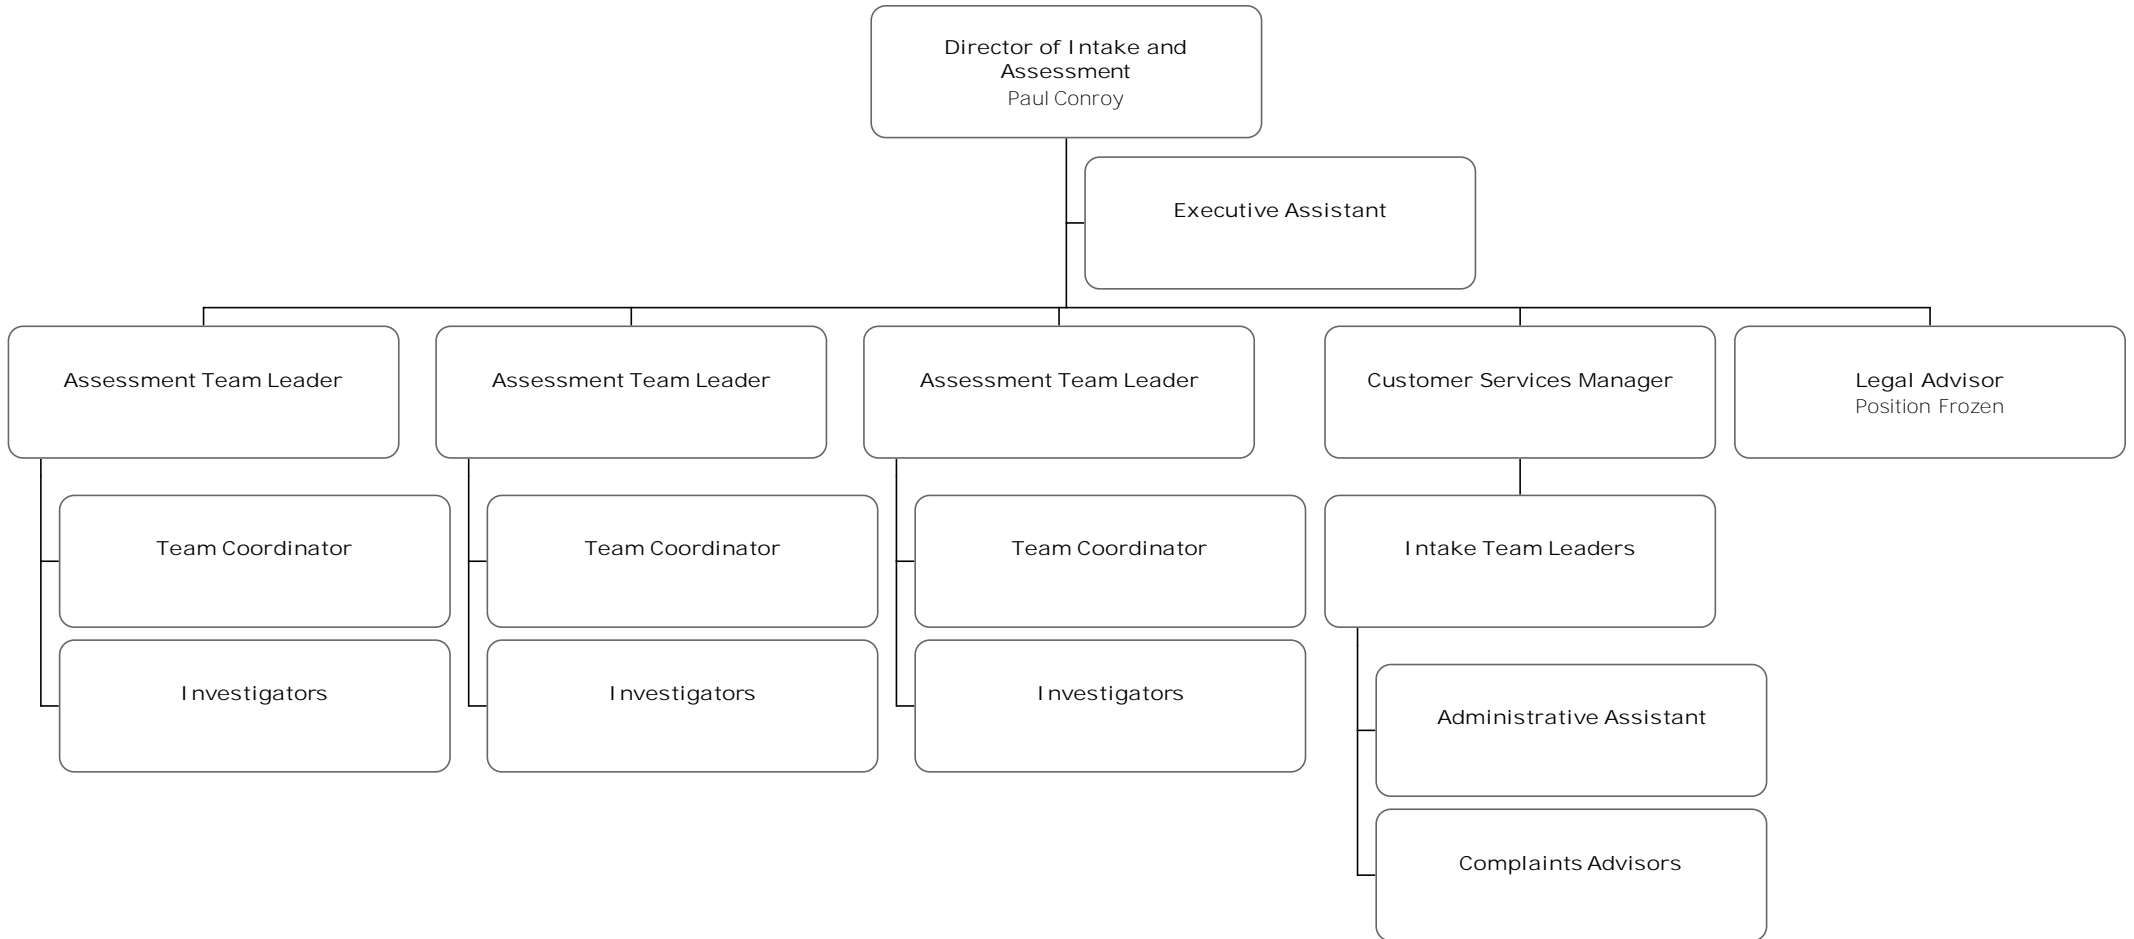 Director of Intake and
Assessment
Paul Conroy
Executive Assistant
Assessment Team Leader
Assessment Team Leader
Assessment Team Leader
Customer Services Manager
Legal Advisor
Position Frozen
Team Coordinator
Team Coordinator
Team Coordinator
Intake Team Leaders
Investigators
Investigators
Investigators
Administrative Assistant
Complaints Advisors